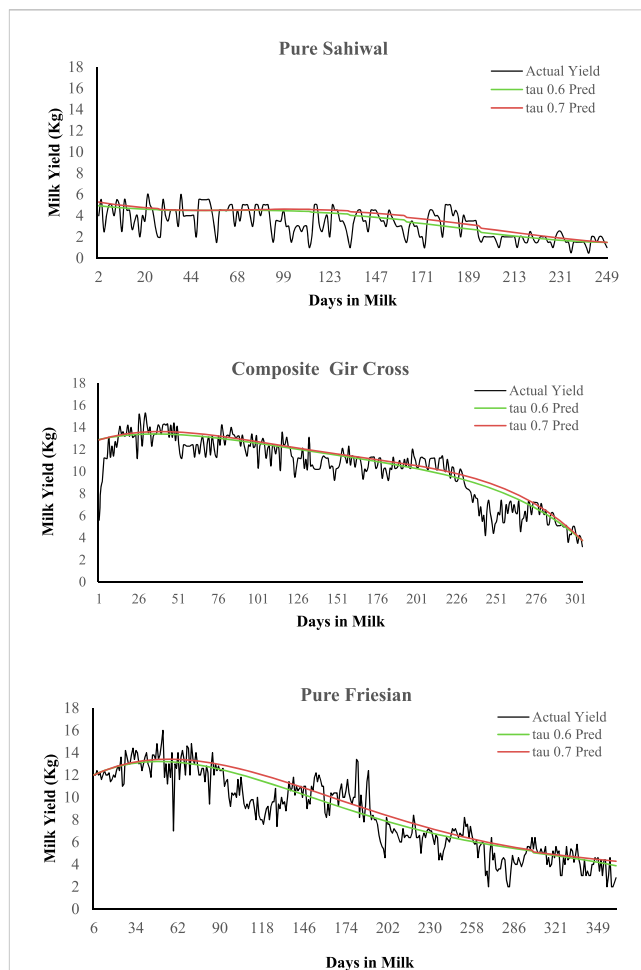 Pure Sahiwal
18
16
14
12
10
8
6
4
2
0
Milk Yield (Kg)
Actual Yield
tau 0.6 Pred
tau 0.7 Pred
2 20 44 68 99 123 147 171 189 213 231 249
Days in Milk
Composite Gir Cross
18
16
14
12
10
8
6
4
2
0
Milk Yield (Kg)
Actual Yield
tau 0.6 Pred
tau 0.7 Pred
1 26 51 76 101 126 151 176 201 226 251 276 301
Days in Milk
Pure Friesian
18
16
14
12
10
8
6
4
2
0
Milk Yield (Kg)
Actual Yield
tau 0.6 Pred
tau 0.7 Pred
6 34 62 90 118 146 174 202 230 258 286 321 349
Days in Milk